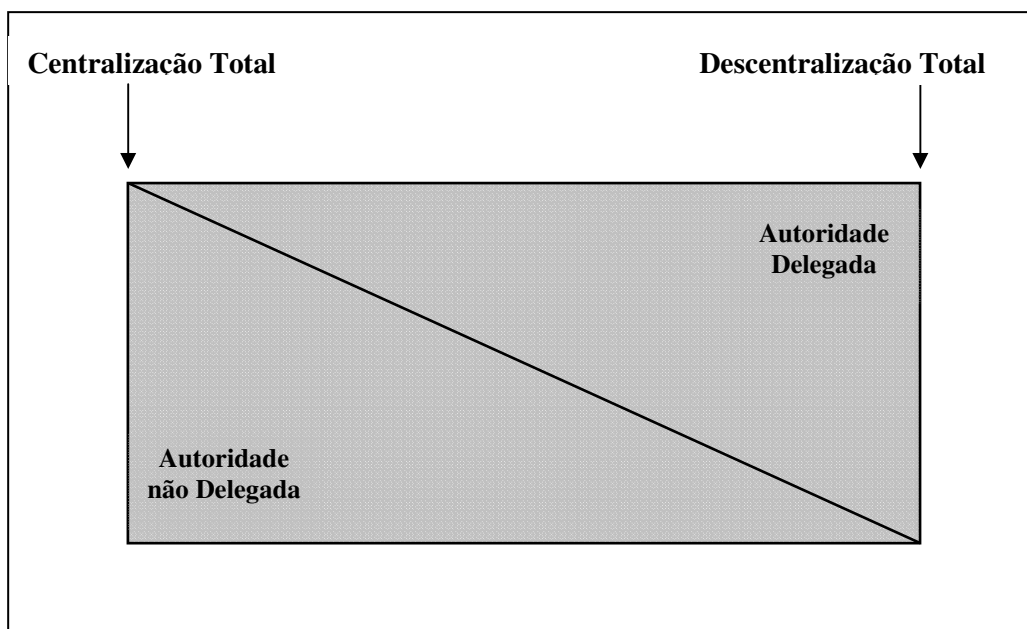 Centralização Total
Descentralização Total
Autoridade
Delegada
Autoridade
não Delegada